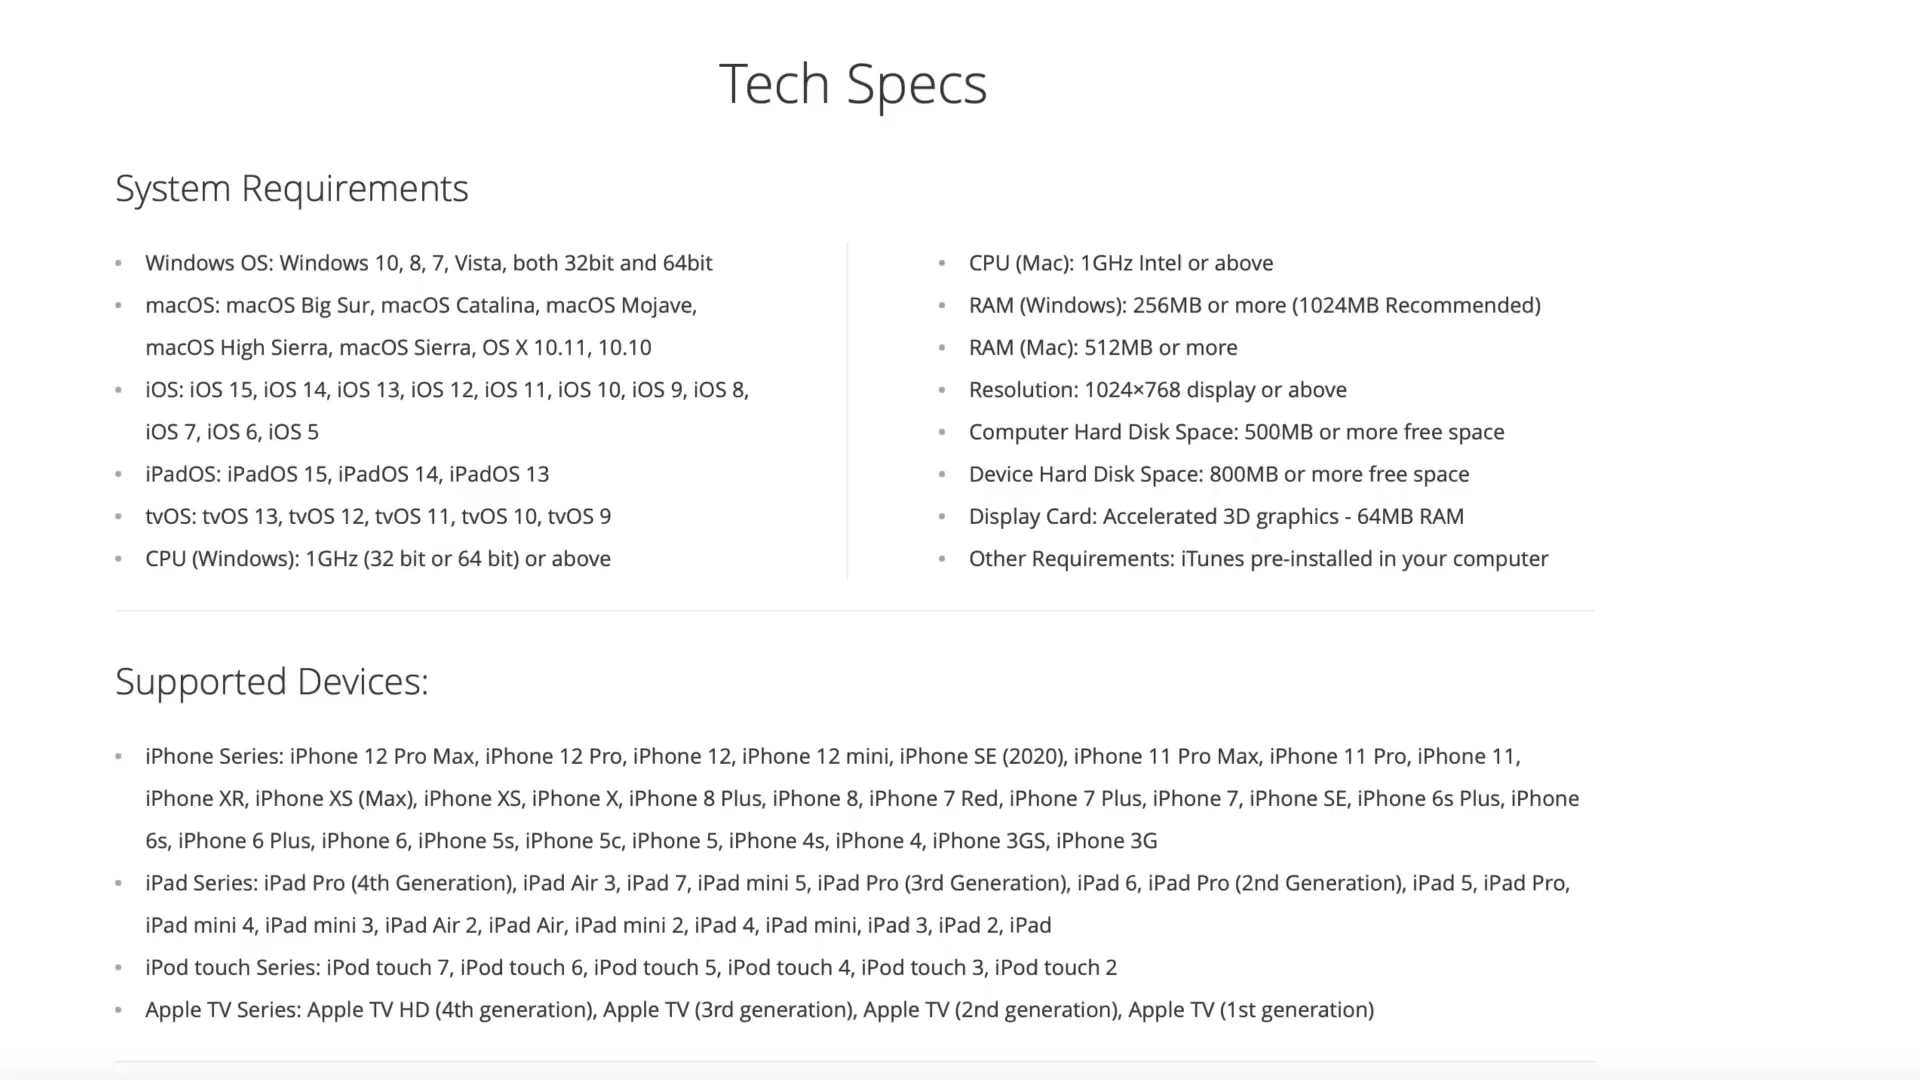 Tech Specs
System Requirements
Windows OS: Windows 10, 8, 7, Vista, both 32bit and 64bit
macOS: macOS Big Sur, macOS Catalina, macOS Mojave,
macOS High Sierra, macOS Sierra, OS X 10.11, 10.10
iOS: iOS 15, iOS 14, iOS 13, iOS 12, iOS 11, iOS 10, iOS 9, iOS 8,
iOS 7, iOS 6, iOS 5
iPadOS: iPadOS 15, iPadOS 14, iPadOS 13
tvOS: tvOS 13, tvOS 12, tvOS 11, tvOS 10, tvOS 9
CPU (Windows): 1GHz (32 bit or 64 bit) or above
CPU (Mac): 1GHz Intel or above
RAM (Windows): 256MB or more (1024MB Recommended)
RAM (Mac): 512MB or more
Resolution: 1024×768 display or above
Computer Hard Disk Space: 500MB or more free space
Device Hard Disk Space: 800MB or more free space
Display Card: Accelerated 3D graphics - 64MB RAM
Other Requirements: iTunes pre-installed in your computer
Supported Devices:
iPhone Series: iPhone 12 Pro Max, iPhone 12 Pro, iPhone 12, iPhone 12 mini, iPhone SE (2020), iPhone 11 Pro Max, iPhone 11 Pro, iPhone 11,
iPhone XR, iPhone XS (Max), iPhone XS, iPhone X, iPhone 8 Plus, iPhone 8, iPhone 7 Red, iPhone 7 Plus, iPhone 7, iPhone SE, iPhone 6s Plus, iPhone
6s, iPhone 6 Plus, iPhone 6, iPhone 5s, iPhone 5c, iPhone 5, iPhone 4s, iPhone 4, iPhone 3GS, iPhone 3G
iPad Series: iPad Pro (4th Generation), iPad Air 3, iPad 7, iPad mini 5, iPad Pro (3rd Generation), iPad 6, iPad Pro (2nd Generation), iPad 5, iPad Pro,
iPad mini 4, iPad mini 3, iPad Air 2, iPad Air, iPad mini 2, iPad 4, iPad mini, iPad 3, iPad 2, iPad
iPod touch Series: iPod touch 7, iPod touch 6, iPod touch 5, iPod touch 4, iPod touch 3, iPod touch 2
Apple TV Series: Apple TV HD (4th generation), Apple TV (3rd generation), Apple TV (2nd generation), Apple TV (1st generation)